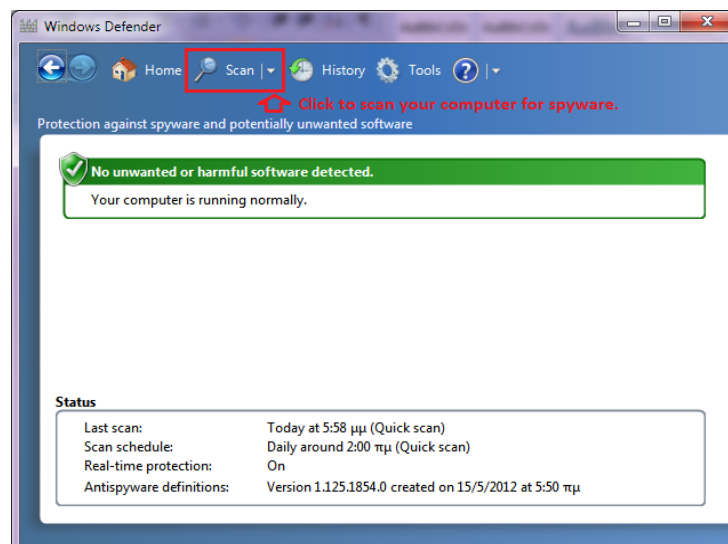 Windows Defender
Home Scan History Tools
Click to scan your computer for spyware.
Protection against spyware and potentially unwanted software
No unwanted or harmful software detected.
Your computer is running normally.
Status
Last scan: Today at 5:58 μμ (Quick scan)
Scan schedule: Daily around 2:00 πμ (Quick scan)
Real-time protection: On
Antispyware definitions: Version 1.125.1854.0 created on 15/5/2012 at 5:50 πμ